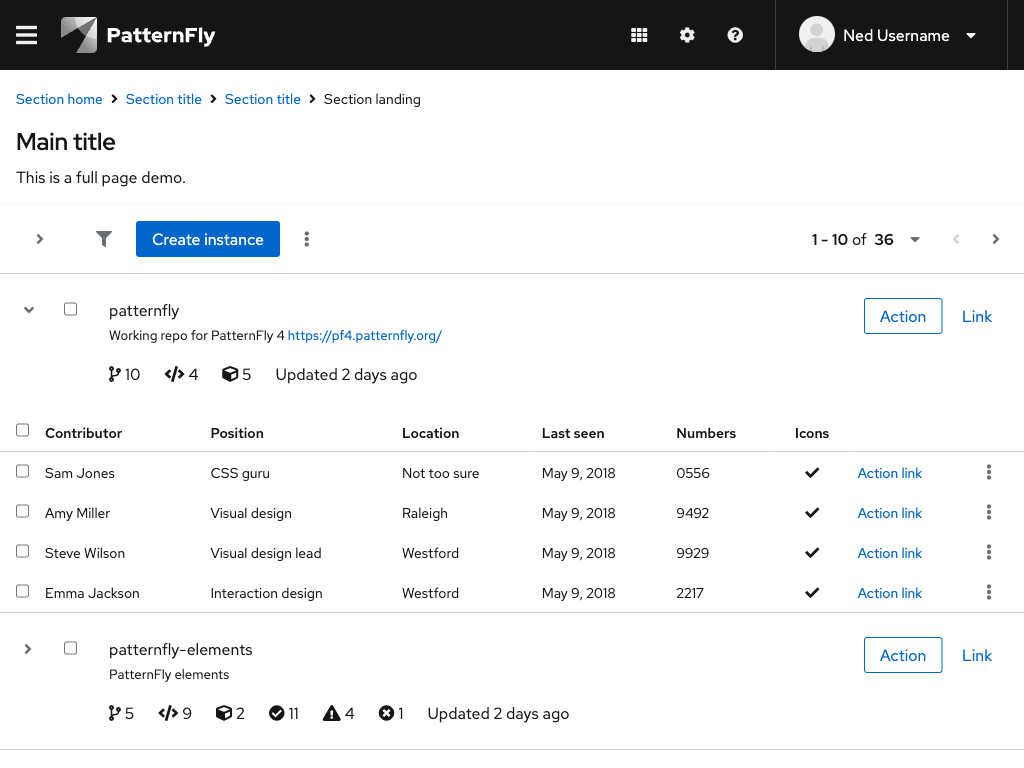 PatternFly
Ned Username
Section home Section title Section title Section landing
Main title
This is a full page demo.
Create instance
1 - 10 of 36
patternfly
Action
Link
Working repo for PatternFly 4 https://pf4.patternfly.org/
10 4 5 Updated 2 days ago
Contributor Position Location Last seen Numbers Icons
Sam Jones CSS guru Not too sure May 9, 2018 0556 Action link
Amy Miller Visual design Raleigh May 9, 2018 9492 Action link
Steve Wilson Visual design lead Westford May 9, 2018 9929 Action link
Emma Jackson Interaction design Westford May 9, 2018 2217 Action link
patternfly-elements
Action
Link
PatternFly elements
5 9 2 11 4 1 Updated 2 days ago